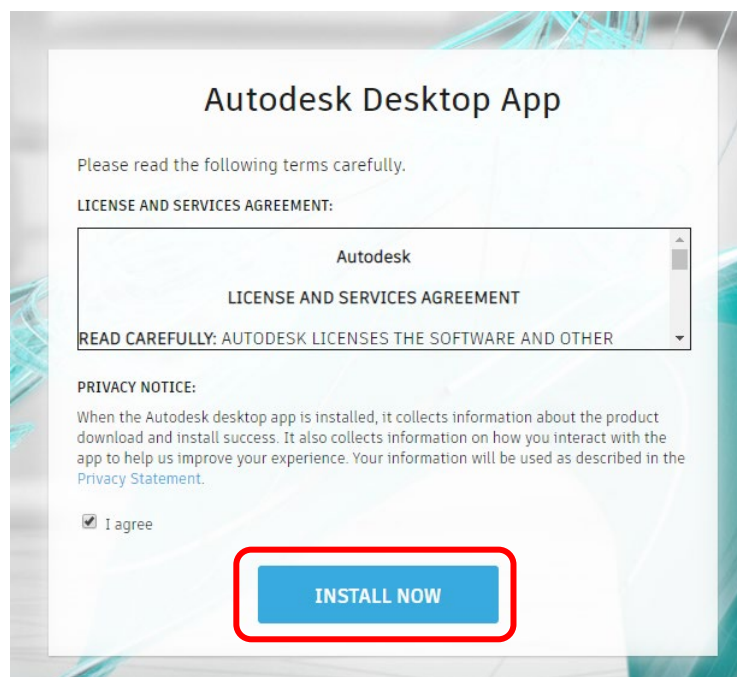 Autodesk Desktop App
Please read the following terms carefully.
LICENSE AND SERVICES AGREEMENT:
Autodesk
LICENSE AND SERVICES AGREEMENT
READ CAREFULLY: AUTODESK LICENSES THE SOFTWARE AND OTHER
PRIVACY NOTICE:
When the Autodesk desktop app is installed, it collects information about the product
download and install success. It also collects information on how you interact with the
app to help us improve your experience. Your information will be used as described in the
Privacy Statement.
I agree
INSTALL NOW